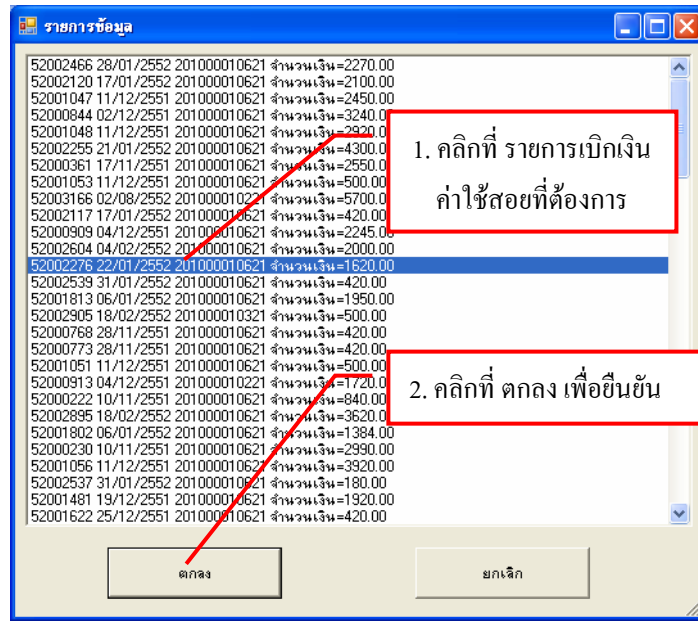 รายการข้อมูล
52002466 28/01/2552 201000010621 จำนวนเงิน=2270.00
52002120 17/01/2552 201000010621 จำนวนเงิน=2100.00
52001047 11/12/2551 201000010621 จำนวนเงิน=2450.00
52000844 02/12/2551 201000010621 จำนวนเงิน=3240.00
52001048 11/12/2551 201000010621 จำนวนเงิน=2920.00
52002255 21/01/2552 201000010621 จำนวนเงิน=4300.00
52000361 17/11/2551 201000010621 จำนวนเงิน=2550.00
52001053 11/12/2551 201000010621 จำนวนเงิน=500.00
52003166 02/08/2552 201000010221 จำนวนเงิน=5700.00
52002117 17/01/2552 201000010621 จำนวนเงิน=420.00
52000909 04/12/2551 201000010621 จำนวนเงิน=2245.00
52002604 04/02/2552 201000010621 จำนวนเงิน=2000.00
52002276 22/01/2552 201000010621 จำนวนเงิน=1620.00
52002539 31/01/2552 201000010621 จำนวนเงิน=420.00
52001813 06/01/2552 201000010621 จำนวนเงิน=1950.00
52002905 18/02/2552 201000010321 จำนวนเงิน=500.00
52000768 28/11/2551 201000010621 จำนวนเงิน=420.00
52000773 28/11/2551 201000010621 จำนวนเงิน=420.00
52001051 11/12/2551 201000010621 จำนวนเงิน=500.00
52000913 04/12/2551 201000010221 จำนวนเงิน=1720.00
52000222 10/11/2551 201000010621 จำนวนเงิน=840.00
52002895 18/02/2552 201000010621 จำนวนเงิน=3620.00
52001802 06/01/2552 201000010621 จำนวนเงิน=1384.00
52000230 10/11/2551 201000010621 จำนวนเงิน=2990.00
52001056 11/12/2551 201000010621 จำนวนเงิน=3920.00
52002537 31/01/2552 201000010621 จำนวนเงิน=180.00
52001481 19/12/2551 201000010621 จำนวนเงิน=1920.00
52001622 25/12/2551 201000010621 จำนวนเงิน=420.00
1. คลิกที่ รายการเบิกเงิน
ค่าใช้สอยที่ต้องการ
2. คลิกที่ ตกลง เพื่อยืนยัน
ตกลง
ยกเลิก